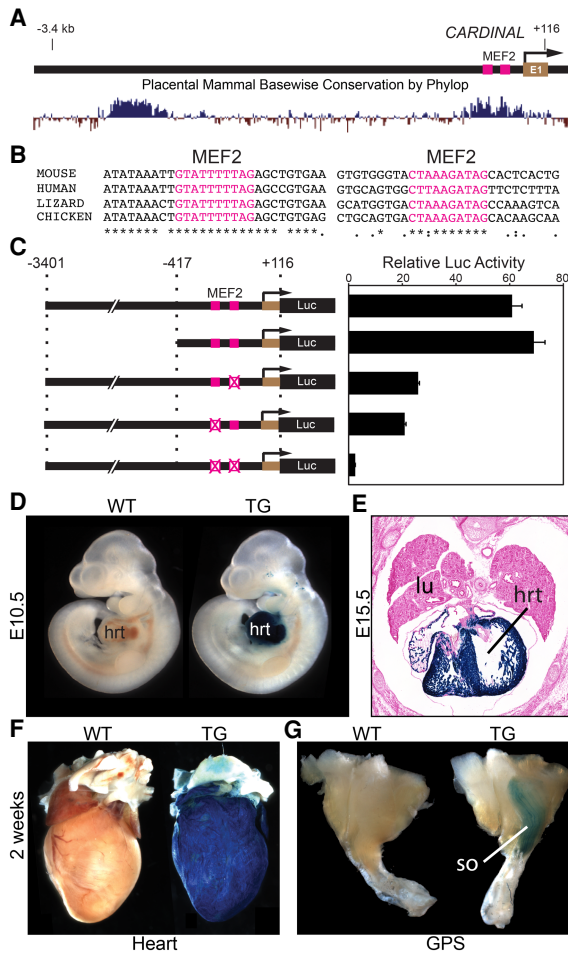 A
-3.4 kb
CARDINAL
+116
MEF2
E1
Placental Mammal Basewise Conservation by Phylop
B
MEF2 MEF2
MOUSE ATATAAATTGTATTTTTAGAGCTGTGAA GTGTGGGTACTAAAGATAGCACTCACTG
HUMAN ATATAAACTGTATTTTTAGAGCCGTGAA GTGCAGTGGCTTAAGATAGTTCTCTTTA
LIZARD ATATAAACTGTATTTTTAGAGCTGTGAA GCATGGTGACTAAAGATAGCCAAGTCA
CHICKEN ATATAAACTGTATTTTTAGAGCTGTGAG CTGCAGTGACTAAAGATAGCACAAGCAA
C
-3401 -417 +116
MEF2
Luc
Luc
Luc
Luc
Luc
Relative Luc Activity
0 20 40 60 80
D
WT TG
E10.5
hrt hrt
E
E15.5
lu
hrt
F
WT TG
2 weeks
Heart
G
WT TG
so
GPS